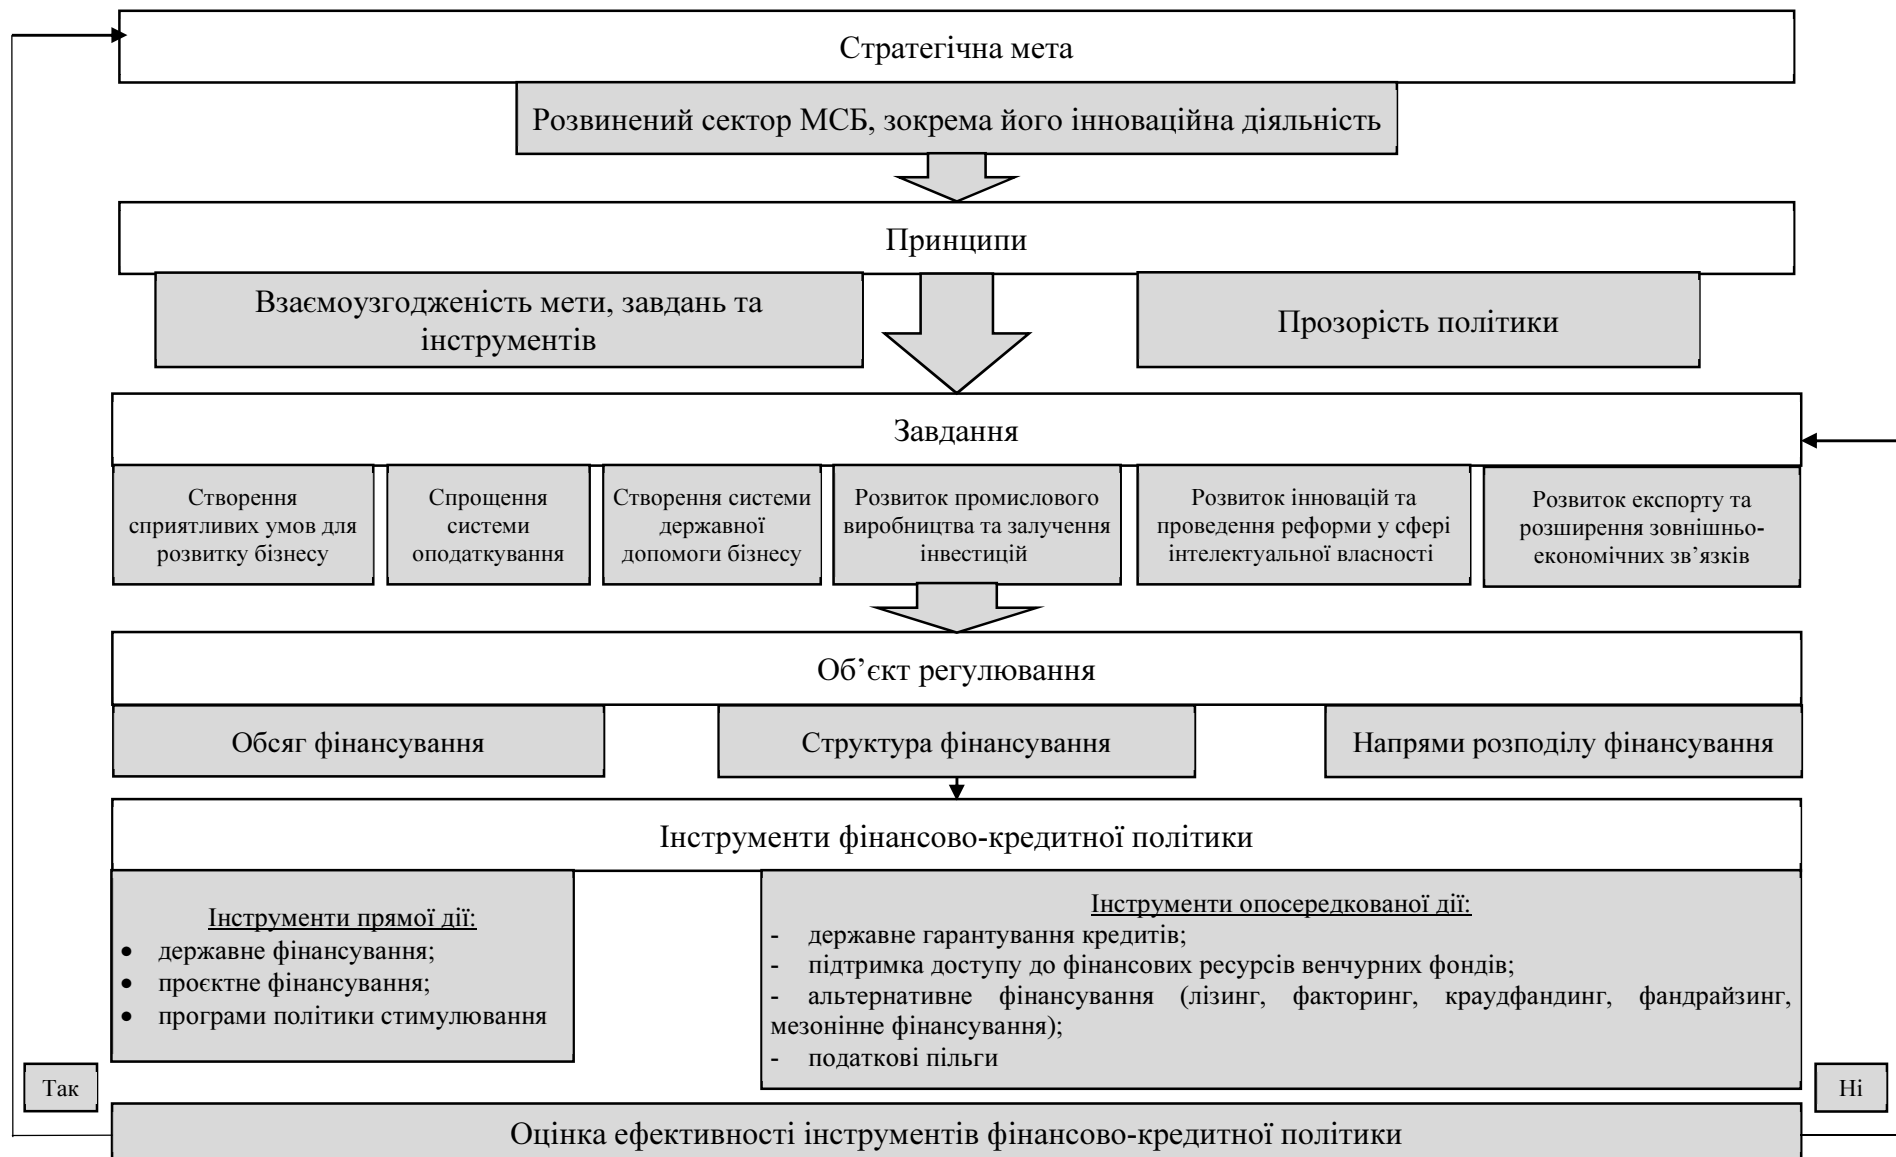 Стратегічна мета
Розвинений сектор МСБ, зокрема його інноваційна діяльність
Принципи
Взаємоузгодженість мети, завдань та
інструментів
Прозорість політики
Завдання
Створення
сприятливих умов для
розвитку бізнесу
Спрощення
системи
оподаткування
Створення системи
державної
допомоги бізнесу
Розвиток промислового
виробництва та залучення
інвестицій
Розвиток інновацій та
проведення реформи у сфері
інтелектуальної власності
Розвиток експорту та
розширення зовнішньо-
економічних зв’язків
Об’єкт регулювання
Обсяг фінансування
Структура фінансування
Напрями розподілу фінансування
Інструменти фінансово-кредитної політики
Інструменти прямої дії:
• державне фінансування;
• проєктне фінансування;
• програми політики стимулювання
Інструменти опосередкованої дії:
- державне гарантування кредитів;
- підтримка доступу до фінансових ресурсів венчурних фондів;
- альтернативне фінансування (лізинг, факторинг, краудфандинг, фандрайзинг,
мезонінне фінансування);
- податкові пільги
Так
Ні
Оцінка ефективності інструментів фінансово-кредитної політики